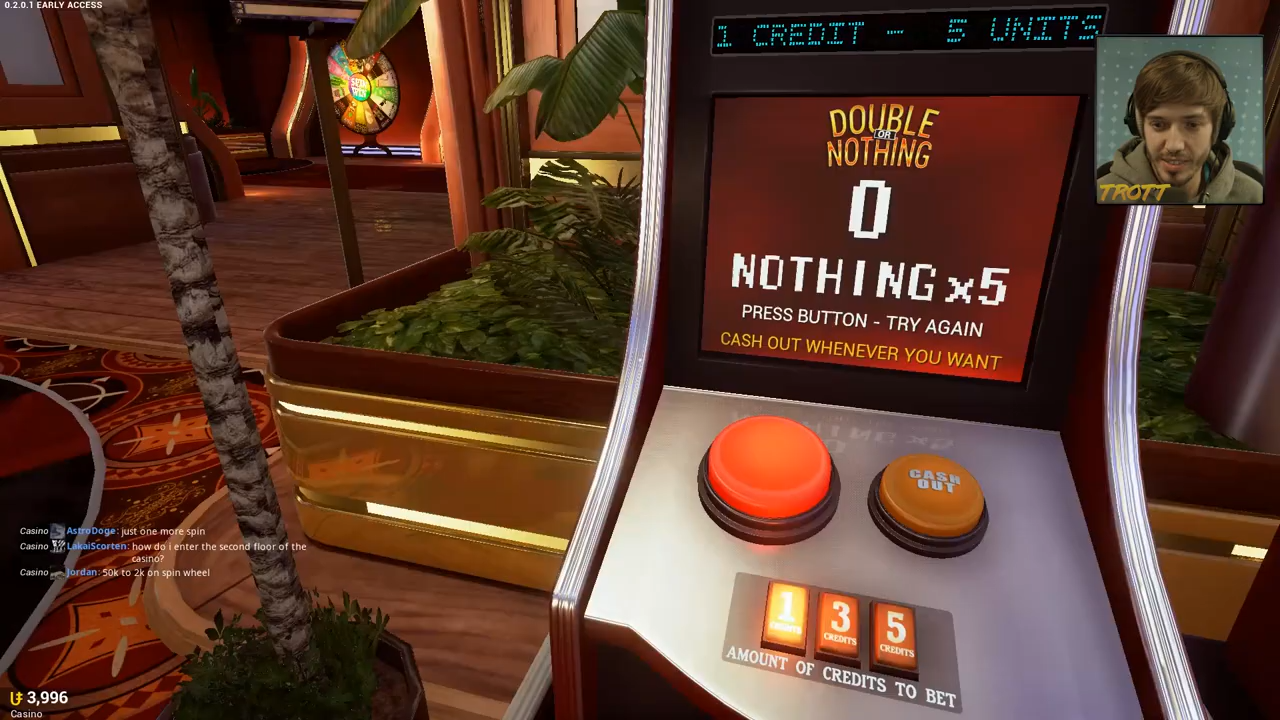 0.2.0.1 EARLY ACCESS
1 CREDIT - 5 UNITS
SPIN
WIN
DOUBLE
OR
NOTHING
0
NOTHING x5
PRESS BUTTON - TRY AGAIN
CASH OUT WHENEVER YOU WANT
TROTT
CASH
OUT
1 3 5
CREDITS CREDITS
AMOUNT OF CREDITS TO BET
Casino AstroDoge: just one more spin
Casino LakaiScorten: how do i enter the second floor of the
casino?
Casino Jordan: 50k to 2k on spin wheel
3,996
Casino